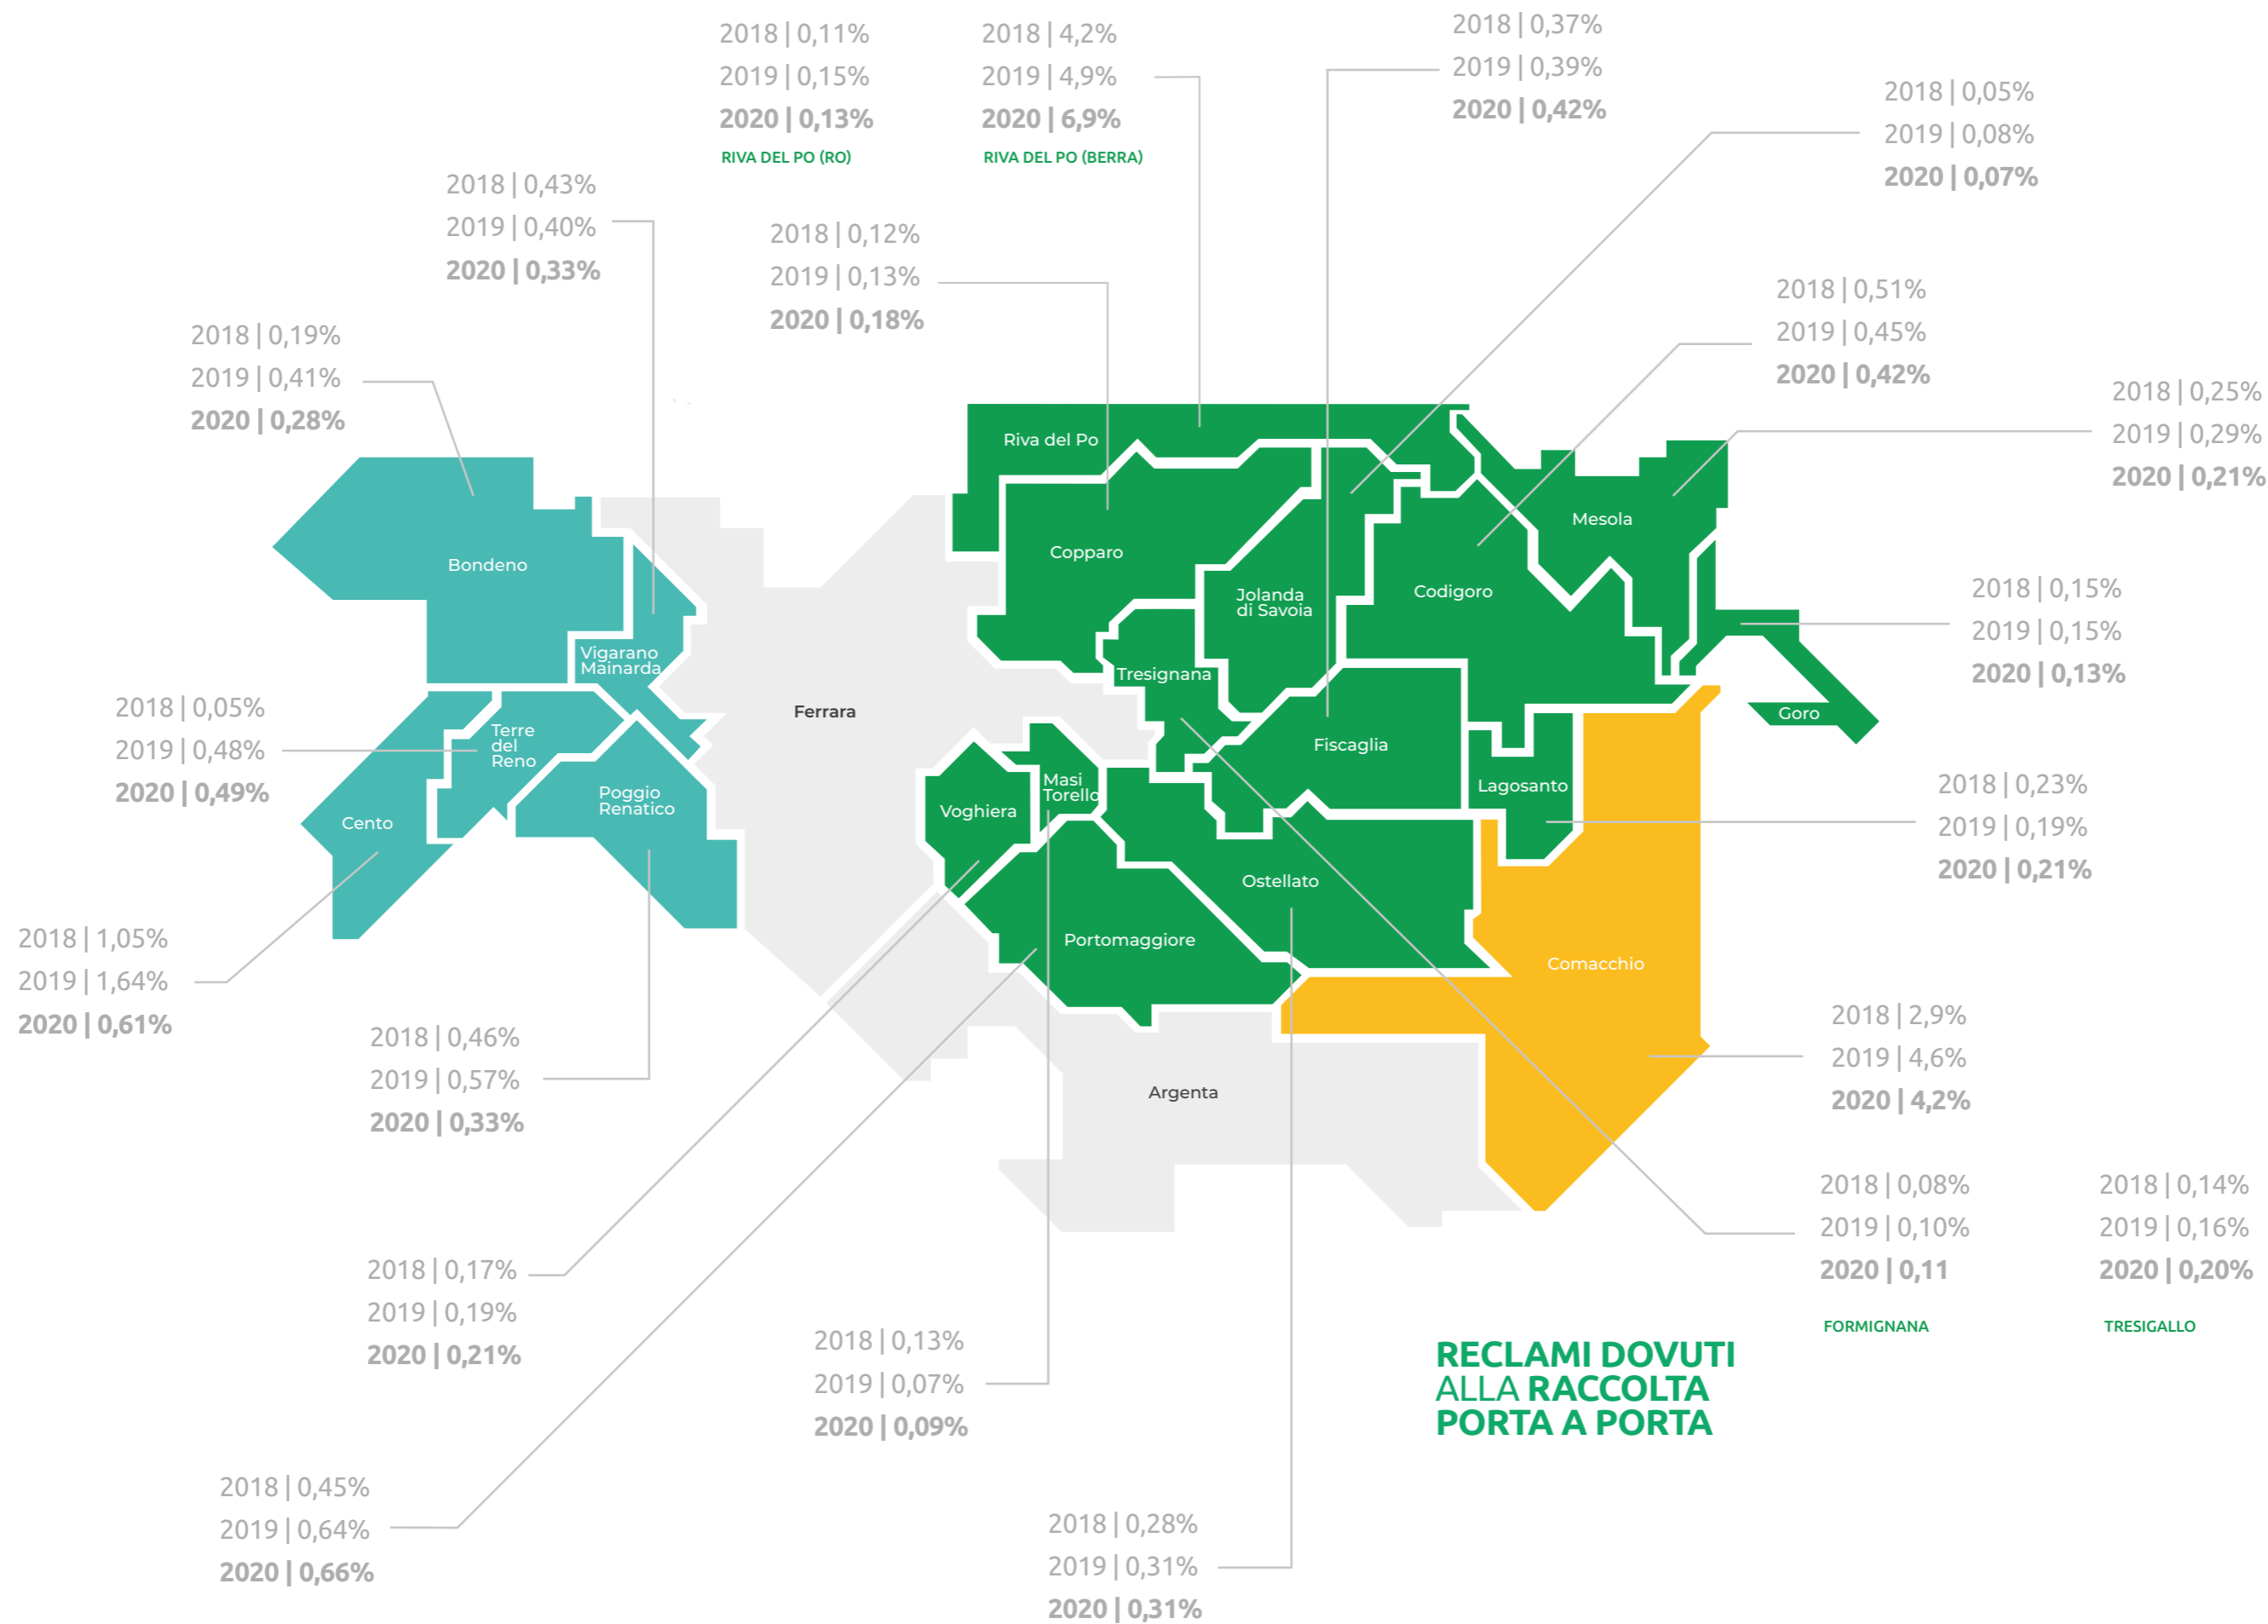 2018 | 0,11%
2019 | 0,15%
2020 | 0,13%
RIVA DEL PO (RO)
2018 | 4,2%
2019 | 4,9%
2020 | 6,9%
RIVA DEL PO (BERRA)
2018 | 0,37%
2019 | 0,39%
2020 | 0,42%
2018 | 0,05%
2019 | 0,08%
2020 | 0,07%
2018 | 0,43%
2019 | 0,40%
2020 | 0,33%
2018 | 0,12%
2019 | 0,13%
2020 | 0,18%
2018 | 0,51%
2019 | 0,45%
2020 | 0,42%
2018 | 0,19%
2019 | 0,41%
2020 | 0,28%
2018 | 0,25%
2019 | 0,29%
2020 | 0,21%
Riva del Po
Mesola
Copparo
Bondeno
Jolanda
di Savoia
Codigoro
2018 | 0,15%
2019 | 0,15%
2020 | 0,13%
Vigarano
Mainarda
Tresignana
Ferrara
Goro
2018 | 0,05%
2019 | 0,48%
2020 | 0,49%
Terre
del
Reno
Fiscaglia
Masi
Torello
Lagosanto
Poggio
Renatico
Voghiera
Cento
2018 | 0,23%
2019 | 0,19%
2020 | 0,21%
Ostellato
Portomaggiore
Comacchio
2018 | 1,05%
2019 | 1,64%
2020 | 0,61%
2018 | 0,46%
2019 | 0,57%
2020 | 0,33%
Argenta
2018 | 2,9%
2019 | 4,6%
2020 | 4,2%
2018 | 0,08%
2019 | 0,10%
2020 | 0,11
FORMIGNANA
2018 | 0,14%
2019 | 0,16%
2020 | 0,20%
TRESIGALLO
2018 | 0,17%
2019 | 0,19%
2020 | 0,21%
2018 | 0,13%
2019 | 0,07%
2020 | 0,09%
RECLAMI DOVUTI
ALLA RACCOLTA
PORTA A PORTA
2018 | 0,45%
2019 | 0,64%
2020 | 0,66%
2018 | 0,28%
2019 | 0,31%
2020 | 0,31%